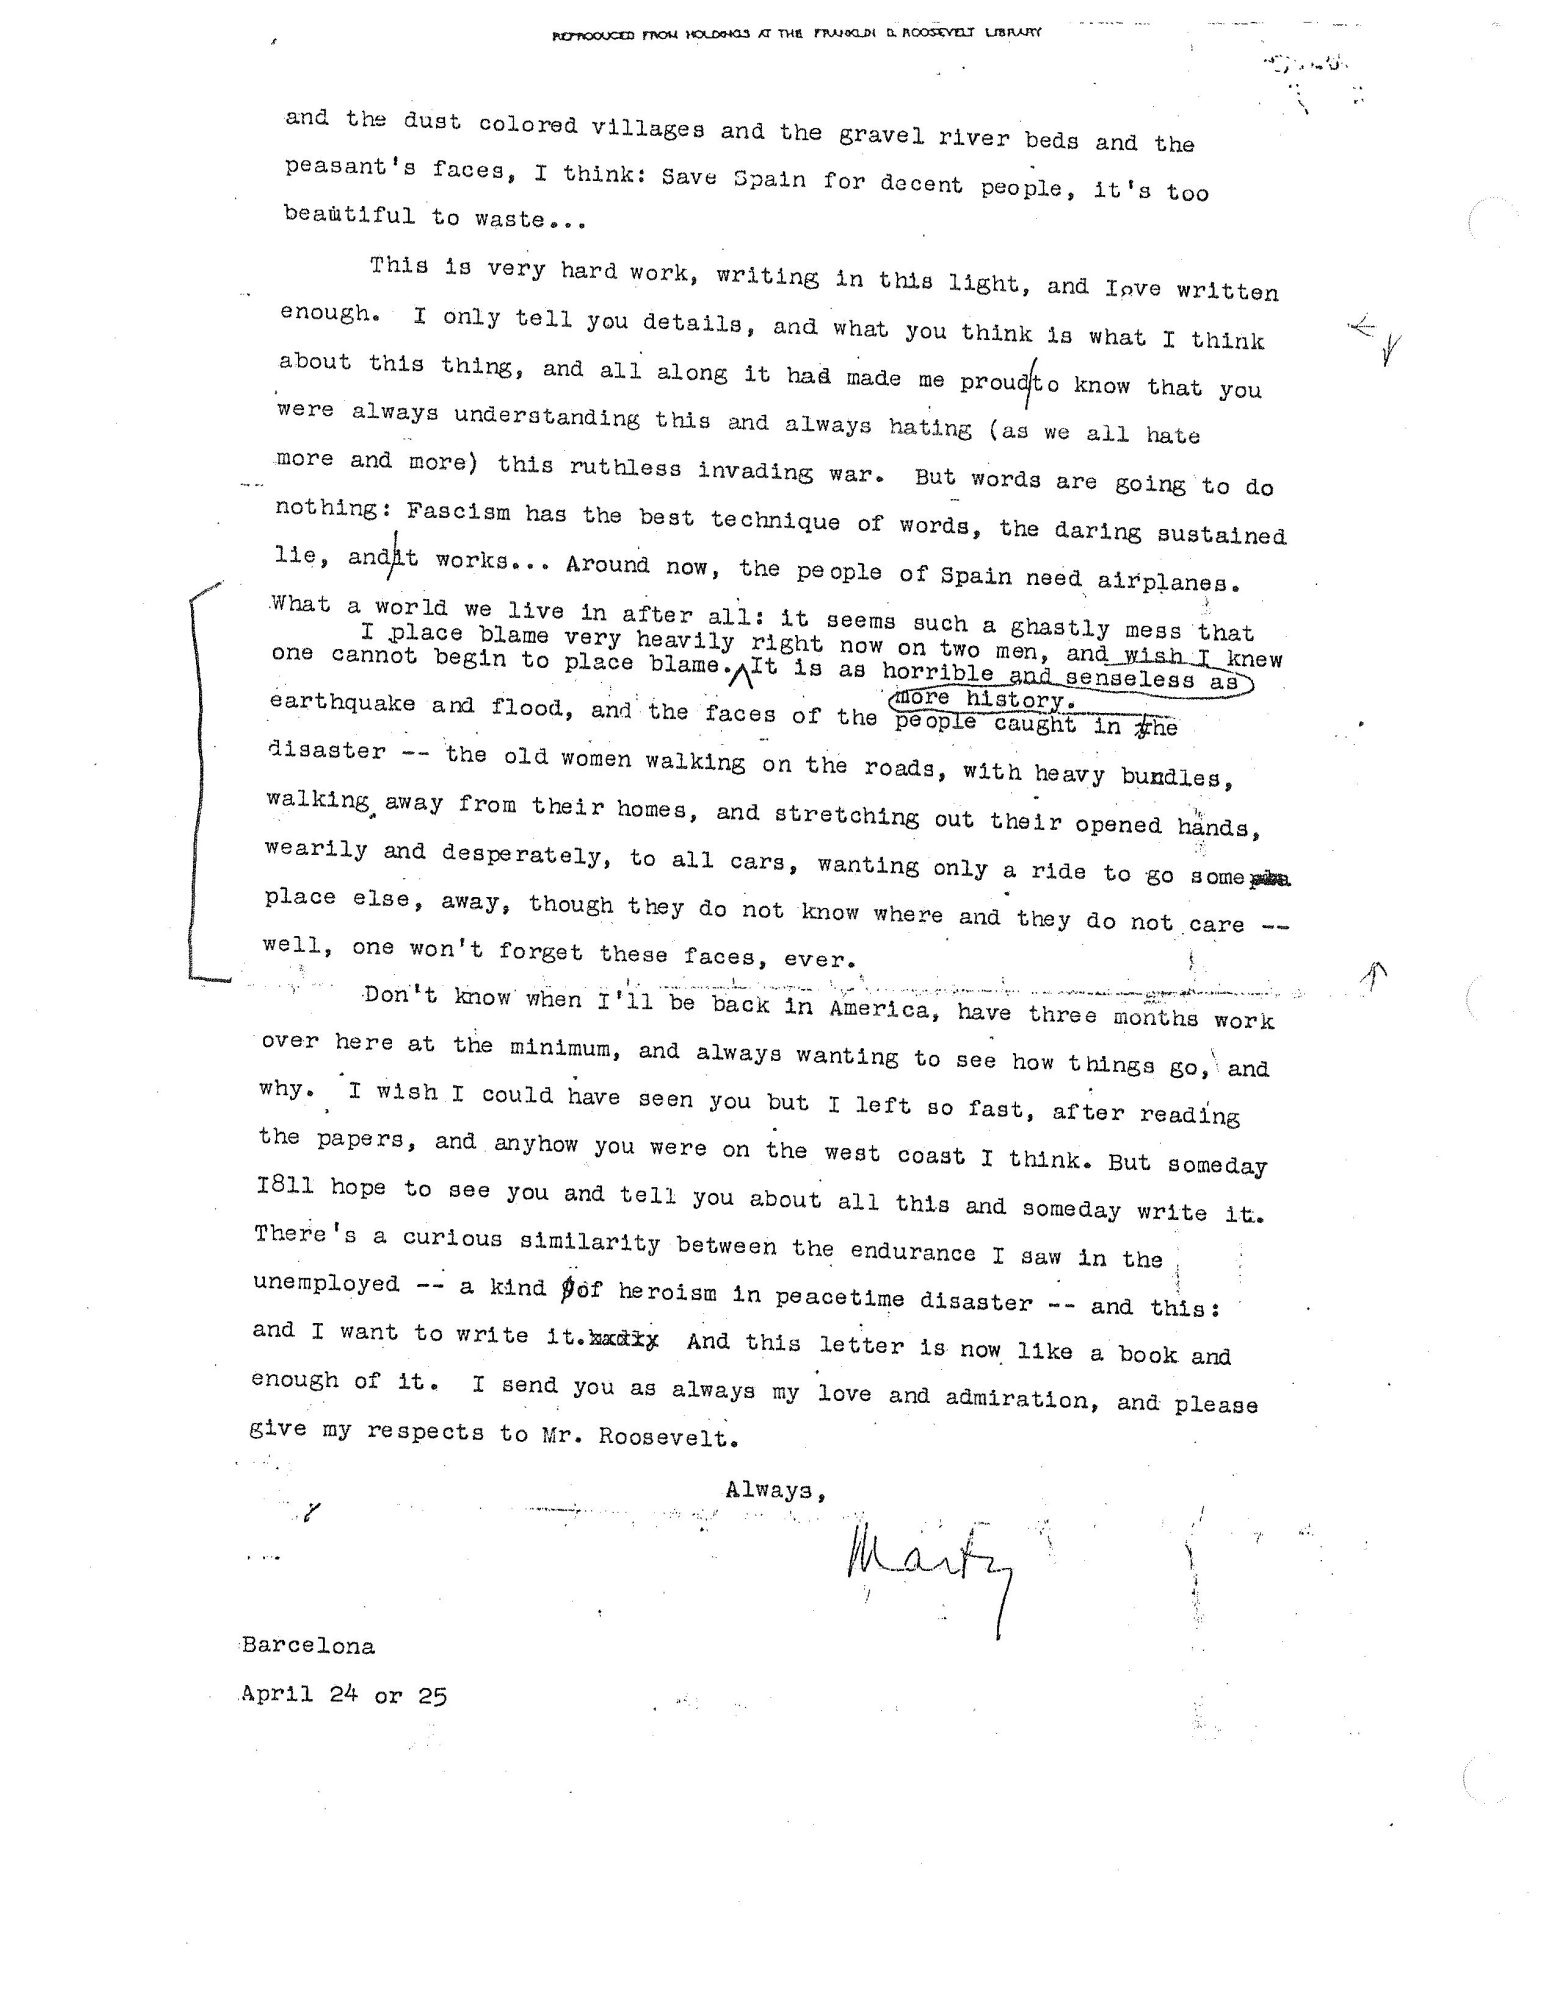 REPRODUCED FROM HOLDINGS AT THE FRANKLIN D. ROOSEVELT LIBRARY
and the dust colored villages and the gravel river beds and the
peasant's faces, I think: Save Spain for decent people, it's too
beautiful to waste...
This is very hard work, writing in this light, and I've written
enough. I only tell you details, and what you think is what I think
about this thing, and all along it had made me proud/to know that you
were always understanding this and always hating (as we all hate
more and more) this ruthless invading war. But words are going to do
nothing: Fascism has the best technique of words, the daring sustained
lie, and/it works... Around now, the people of Spain need airplanes.
What a world we live in after all: it seems such a ghastly mess that
I place blame very heavily right now on two men, and wish I knew
one cannot begin to place blame. It is as horrible and senseless as
more history.
earthquake and flood, and the faces of the people caught in the
disaster -- the old women walking on the roads, with heavy bundles,
walking away from their homes, and stretching out their opened hands,
wearily and desperately, to all cars, wanting only a ride to go some
place else, away, though they do not know where and they do not care --
well, one won't forget these faces, ever.
Don't know when I'll be back in America, have three months work
over here at the minimum, and always wanting to see how things go, and
why. I wish I could have seen you but I left so fast, after reading
the papers, and anyhow you were on the west coast I think. But someday
I8ll hope to see you and tell you about all this and someday write it.
There's a curious similarity between the endurance I saw in the
unemployed -- a kind of heroism in peacetime disaster -- and this:
and I want to write it. And this letter is now like a book and
enough of it. I send you as always my love and admiration, and please
give my respects to Mr. Roosevelt.
Always,
Marty
Barcelona
April 24 or 25